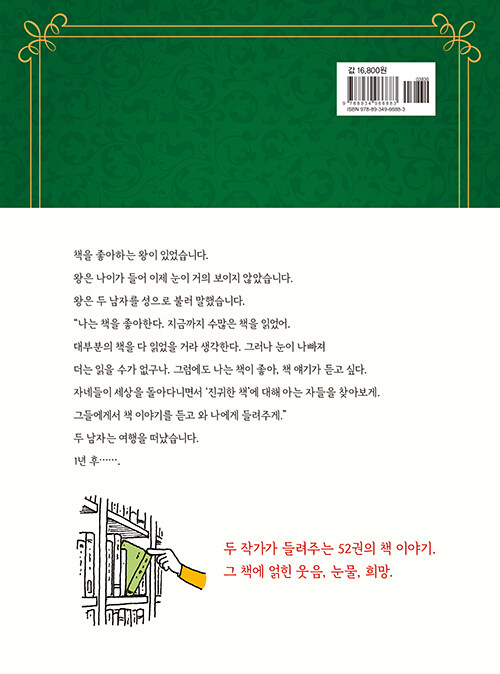 값 16,800원
03830
9 788934 966883
ISBN 978-89-349-6688-3
책을 좋아하는 왕이 있었습니다.
왕은 나이가 들어 이제 눈이 거의 보이지 않았습니다.
왕은 두 남자를 성으로 불러 말했습니다.
“나는 책을 좋아한다. 지금까지 수많은 책을 읽었어.
대부분의 책을 다 읽었을 거라 생각한다. 그러나 눈이 나빠져
더는 읽을 수가 없구나. 그럼에도 나는 책이 좋아, 책 얘기가 듣고 싶다.
자네들이 세상을 돌아다니면서 ‘진귀한 책’에 대해 아는 자들을 찾아보게.
그들에게서 책 이야기를 듣고 와 나에게 들려주게.”
두 남자는 여행을 떠났습니다.
1년 후…….
두 작가가 들려주는 52권의 책 이야기.
그 책에 얽힌 웃음, 눈물, 희망.